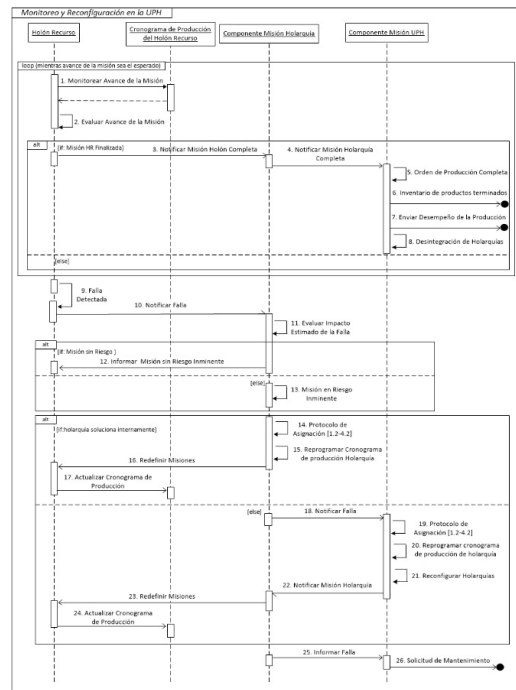 Monitoreo y Reconfiguración en la UPH
Holón Recurso
Cronograma de Producción
del Holón Recurso
Componente Misión Holarquía
Componente Misión UPH
loop (mientras avance de la misión sea el esperado)
1. Monitorear Avance de la Misión
2. Evaluar Avance de la Misión
alt
[if: Misión HR Finalizada]
3. Notificar Misión Holón Completa
4. Notificar Misión Holarquía
Completa
5. Orden de Producción Completa
6. Inventario de productos terminados
7. Enviar Desempeño de la Producción
8. Desintegración de Holarquías
[else]
9. Falla
Detectada
10. Notificar Falla
11. Evaluar Impacto
Estimado de la Falla
alt
[if: Misión sin Riesgo ]
12. Informar Misión sin Riesgo Inminente
[else]
13. Misión en Riesgo
Inminente
alt
[if:holarquía soluciona internamente]
14. Protocolo de
Asignación [1.2-4.2]
15. Reprogramar Cronograma
de producción Holarquía
16. Redefinir Misiones
17. Actualizar Cronograma de
Producción
[else]
18. Notificar Falla
19. Protocolo de
Asignación [1.2-4.2]
20. Reprogramar cronograma
de producción de holarquía
21. Reconfigurar Holarquías
22. Notificar Misión Holarquía
23. Redefinir Misiones
24. Actualizar Cronograma
de Producción
25. Informar Falla
26. Solicitud de Mantenimiento